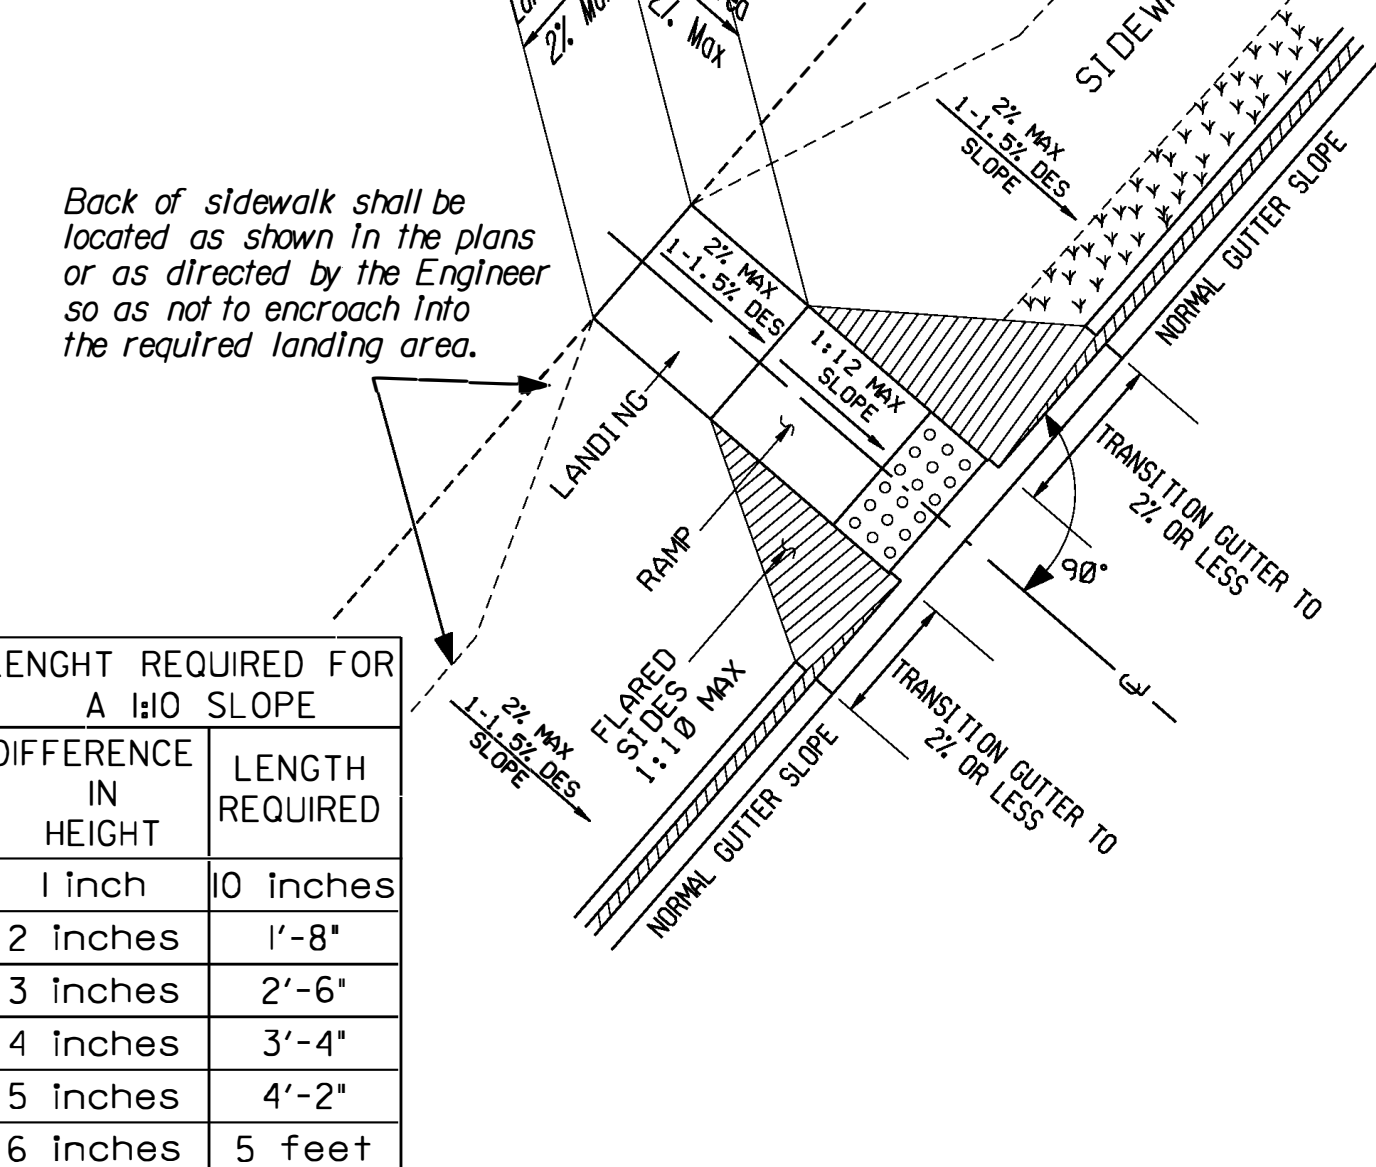 2% Max
SIDEW
2% MAX
1-1.5% DES
SLOPE
Back of sidewalk shall be
located as shown in the plans
or as directed by the Engineer
so as not to encroach into
the required landing area.
2% MAX
1-1.5% DES
1:12 MAX
SLOPE
NORMAL GUTTER SLOPE
LANDING
RAMP
TRANSITION GUTTER TO
2% OR LESS
90°
FLARED
SIDES
1:10 MAX
2% MAX
1-1.5% DES
SLOPE
TRANSITION GUTTER TO
2% OR LESS
NORMAL GUTTER SLOPE
LENGHT REQUIRED FOR
A 1:10 SLOPE
DIFFERENCE
IN
HEIGHT
LENGTH
REQUIRED
1 inch 10 inches
2 inches 1'-8"
3 inches 2'-6"
4 inches 3'-4"
5 inches 4'-2"
6 inches 5 feet